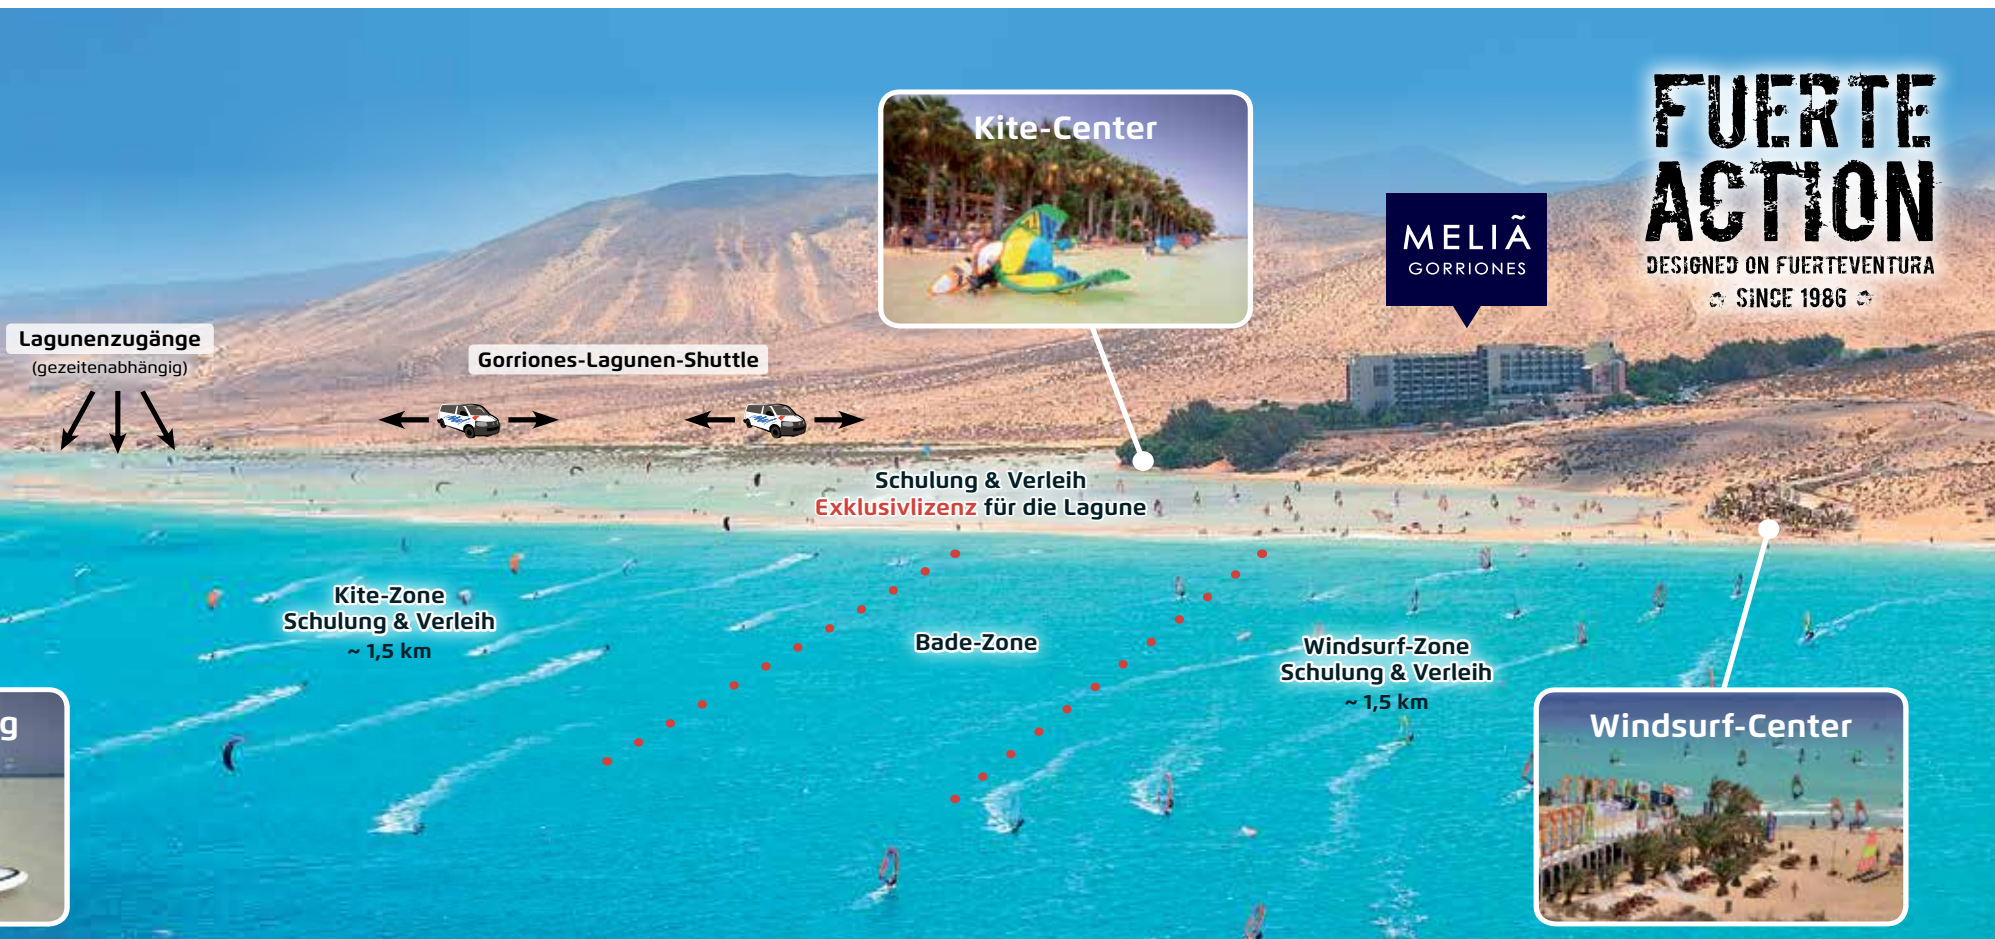 FUERTE
ACTION
DESIGNED ON FUERTEVENTURA
SINCE 1986
Kite-Center
MELIÃ
GORRIONES
Lagunenzugänge
(gezeitenabhängig)
Gorriones-Lagunen-Shuttle
Schulung & Verleih
Exklusivlizenz für die Lagune
Kite-Zone
Schulung & Verleih
~ 1,5 km
Bade-Zone
Windsurf-Zone
Schulung & Verleih
~ 1,5 km
g
Windsurf-Center